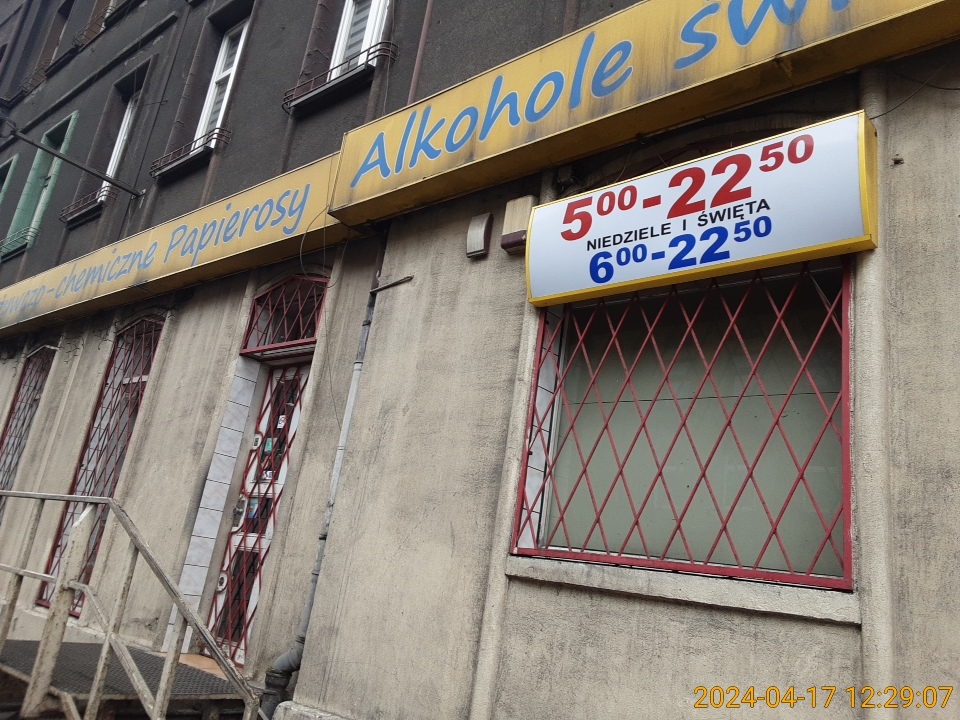 Alkohole
-chemiczne Papierosy
5⁰⁰-22⁵⁰
NIEDZIELE I ŚWIĘTA
6⁰⁰-22⁵⁰
2024-04-17 12:29:07